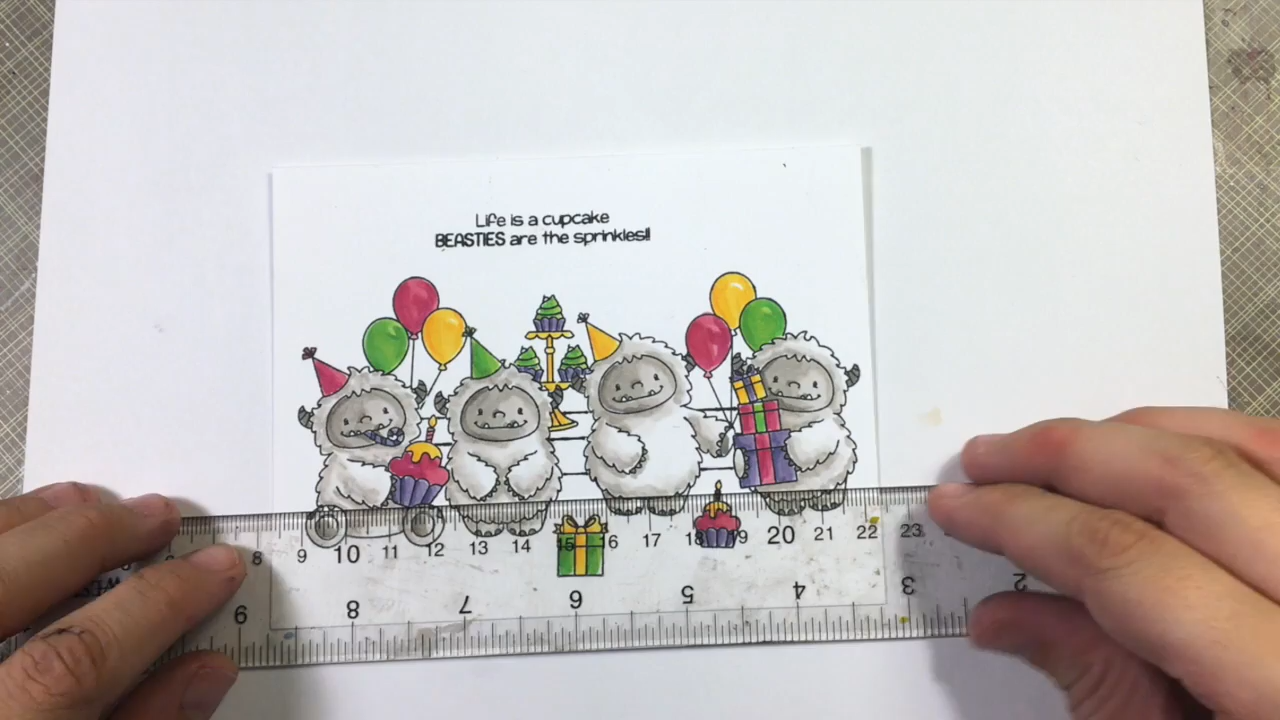 Life is a cupcake
BEASTIES are the sprinkles!!
8 9 10 11 12 13 14 15 16 17 18 19 20 21 22 23
9 8 7 6 5 4 3 2